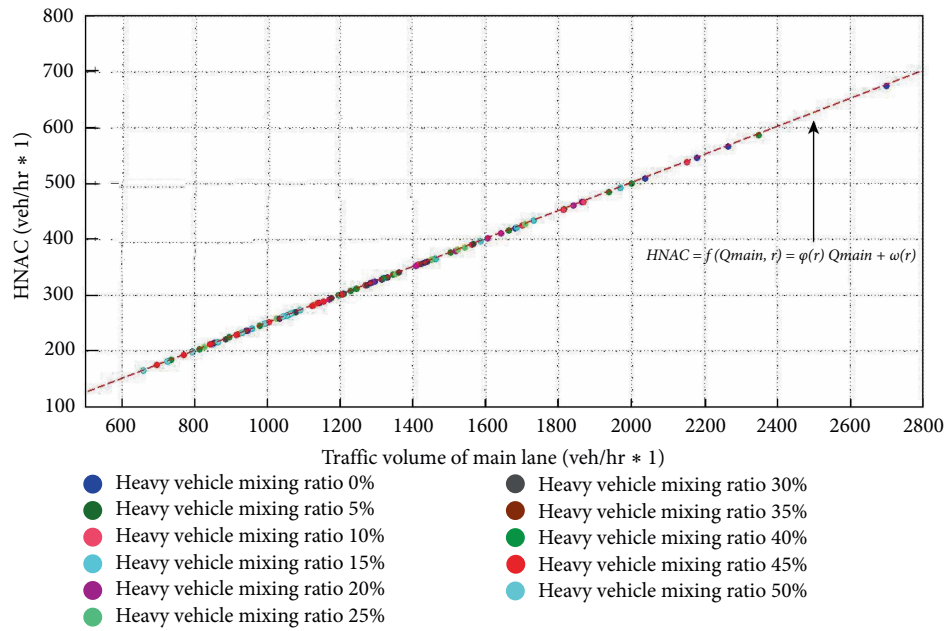 800
700
600
500
400
300
200
100
HNAC (veh/hr * 1)
HNAC = f (Qmain, r) = φ(r) Qmain + ω(r)
600
800
1000
1200
1400
1600
1800
2000
2200
2400
2600
2800
Traffic volume of main lane (veh/hr * 1)
Heavy vehicle mixing ratio 0%
Heavy vehicle mixing ratio 5%
Heavy vehicle mixing ratio 10%
Heavy vehicle mixing ratio 15%
Heavy vehicle mixing ratio 20%
Heavy vehicle mixing ratio 25%
Heavy vehicle mixing ratio 30%
Heavy vehicle mixing ratio 35%
Heavy vehicle mixing ratio 40%
Heavy vehicle mixing ratio 45%
Heavy vehicle mixing ratio 50%